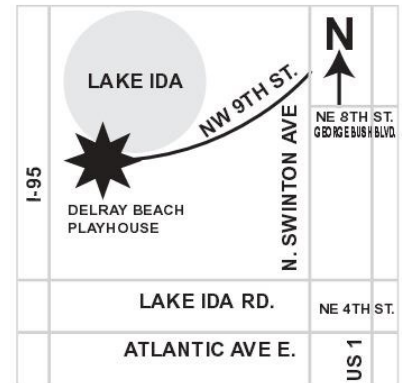 N
LAKE IDA
NW 9TH ST.
NE 8TH ST.
GEORGE BUSH BLVD.
I-95
N. SWINTON AVE
DELRAY BEACH
PLAYHOUSE
LAKE IDA RD.
NE 4TH ST.
ATLANTIC AVE E.
US 1